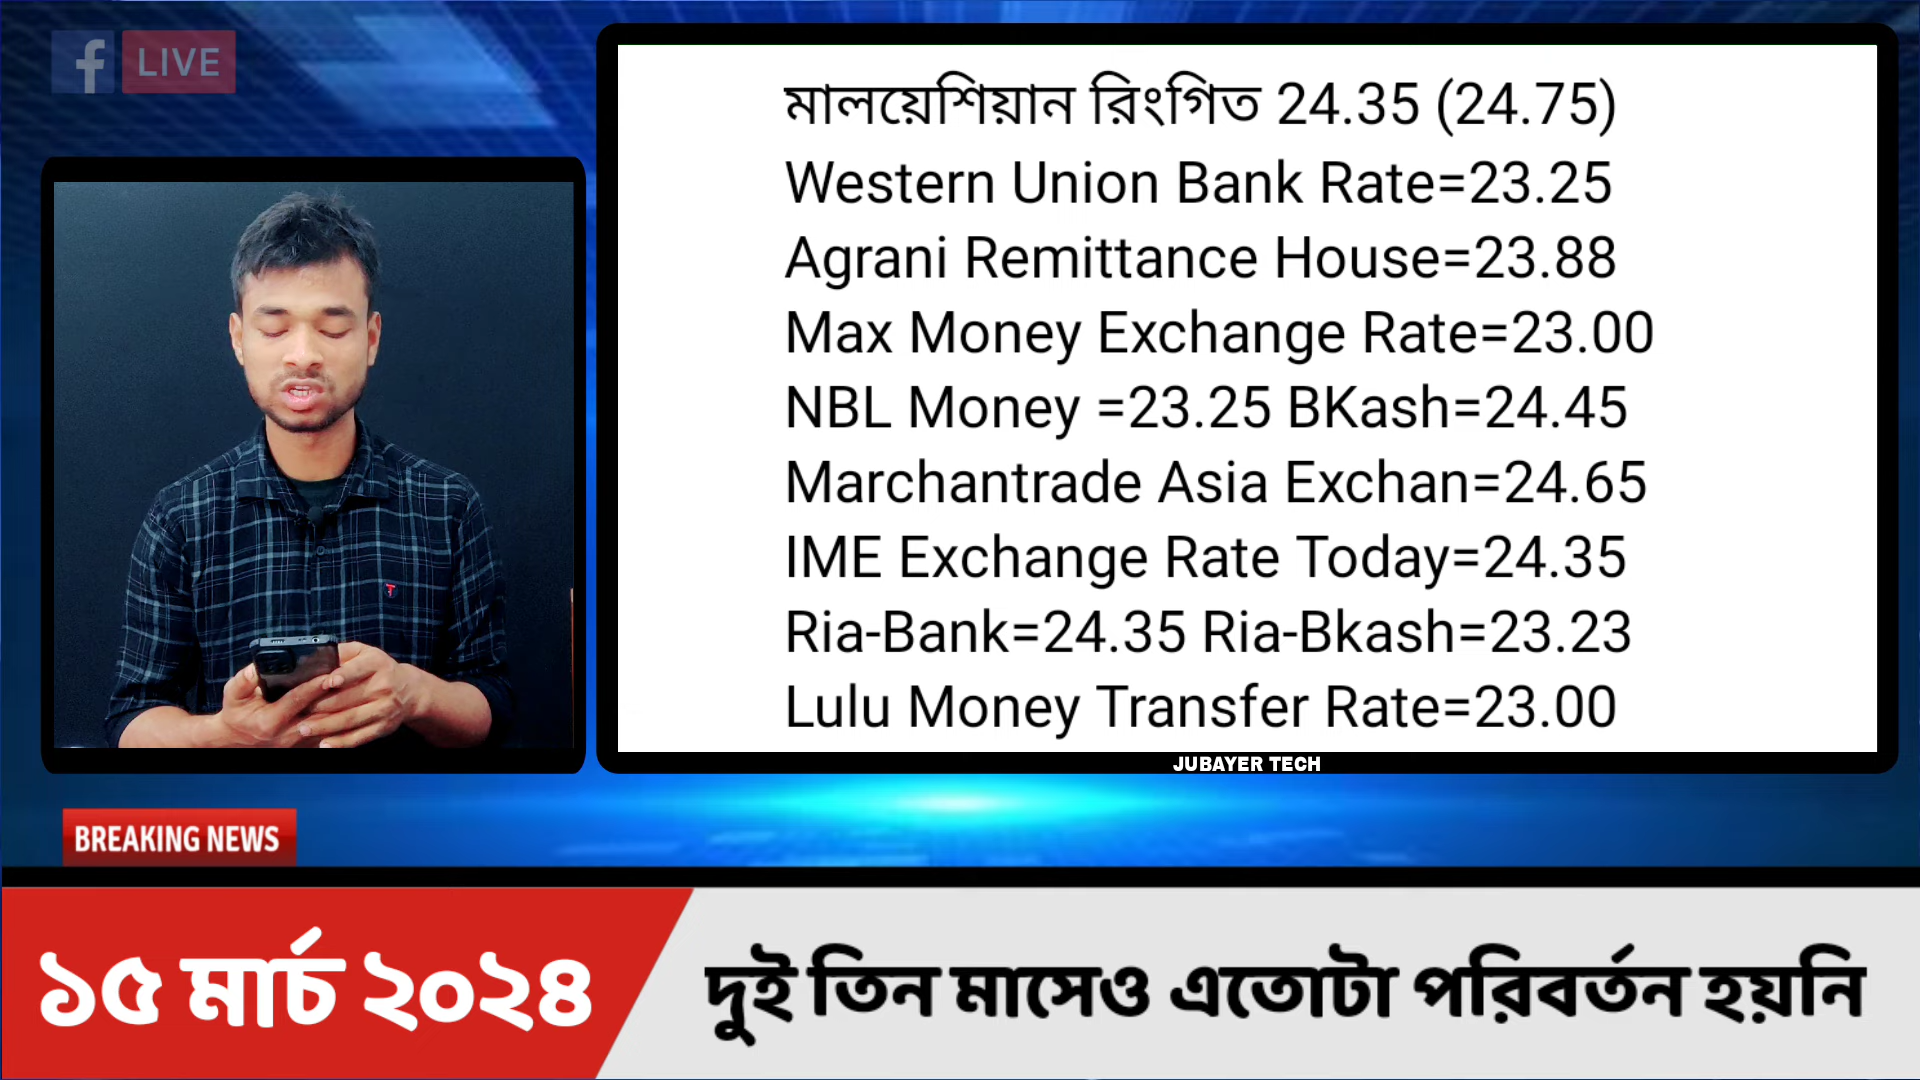 f LIVE
মালয়েশিয়ান রিংগিত 24.35 (24.75)
Western Union Bank Rate=23.25
Agrani Remittance House=23.88
Max Money Exchange Rate=23.00
NBL Money =23.25 BKash=24.45
Marchantrade Asia Exchan=24.65
IME Exchange Rate Today=24.35
Ria-Bank=24.35 Ria-Bkash=23.23
Lulu Money Transfer Rate=23.00
JUBAYER TECH
BREAKING NEWS
১৫ মার্চ ২০২৪
দুই তিন মাসেও এতোটা পরিবর্তন হয়নি